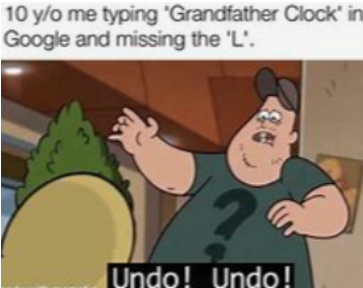 10 y/o me typing 'Grandfather Clock' in
Google and missing the 'L'.
?
Undo! Undo!